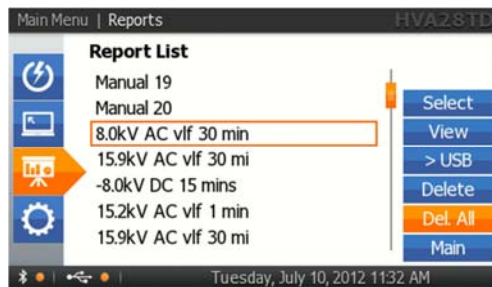 Main Menu | Reports
HVA28TD
Report List
Manual 19
Manual 20
8.0kV AC vlf 30 min
15.9kV AC vlf 30 mi
-8.0kV DC 15 mins
15.2kV AC vlf 1 min
15.9kV AC vlf 30 mi
Select
View
> USB
Delete
Del. All
Main
Tuesday, July 10, 2012 11:32 AM